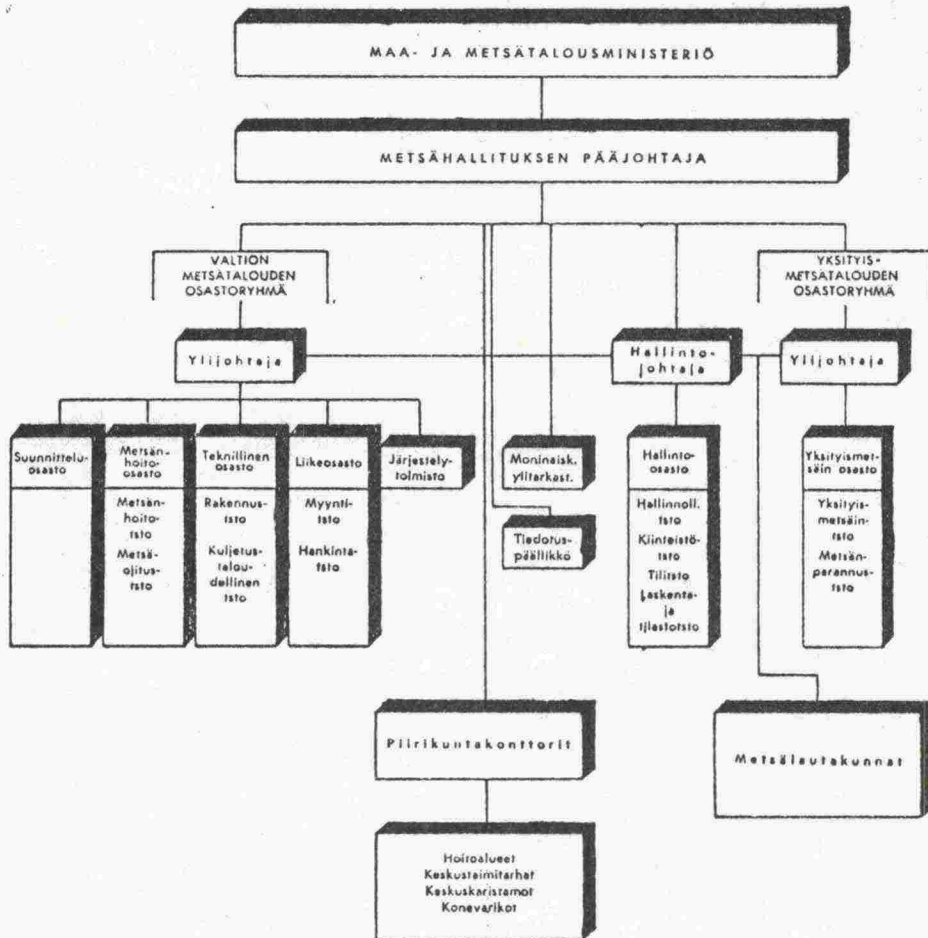 MAA- JA METSÄTALOUSMINISTERIÖ
METSÄHALLITUKSEN PÄÄJOHTAJA
VALTION
METSÄTALOUDEN
OSASTORYHMÄ
YKSITYIS-
METSÄTALOUDEN
OSASTORYHMÄ
Ylijohtaja
Hallinto-
johtaja
Ylijohtaja
Suunnittelu-
osasto
Metsän-
hoito-
osasto
Metsän-
hoito-
tsto
Metsä-
ojitus-
tsto
Teknillinen
osasto
Rakennus-
tsto
Kuljetus-
talou-
dellinen
tsto
Liikeosasto
Myynti-
tsto
Hankinta-
tsto
Järjestely-
toimisto
Moninaisk.
ylitarkast.
Tiedotus-
päällikkö
Hallinto-
osasto
Hallinnoll.
tsto
Kiinteistö-
tsto
Tilitsto
Laskenta-
ja
tilastotsto
Yksityismet-
säin osasto
Yksityis-
metsäin-
tsto
Metsän-
parannus-
tsto
Piirikuntakonttorit
Metsälautakunnat
Hoitoalueet
Keskustaimitarhat
Keskuskaristamot
Konevarikot